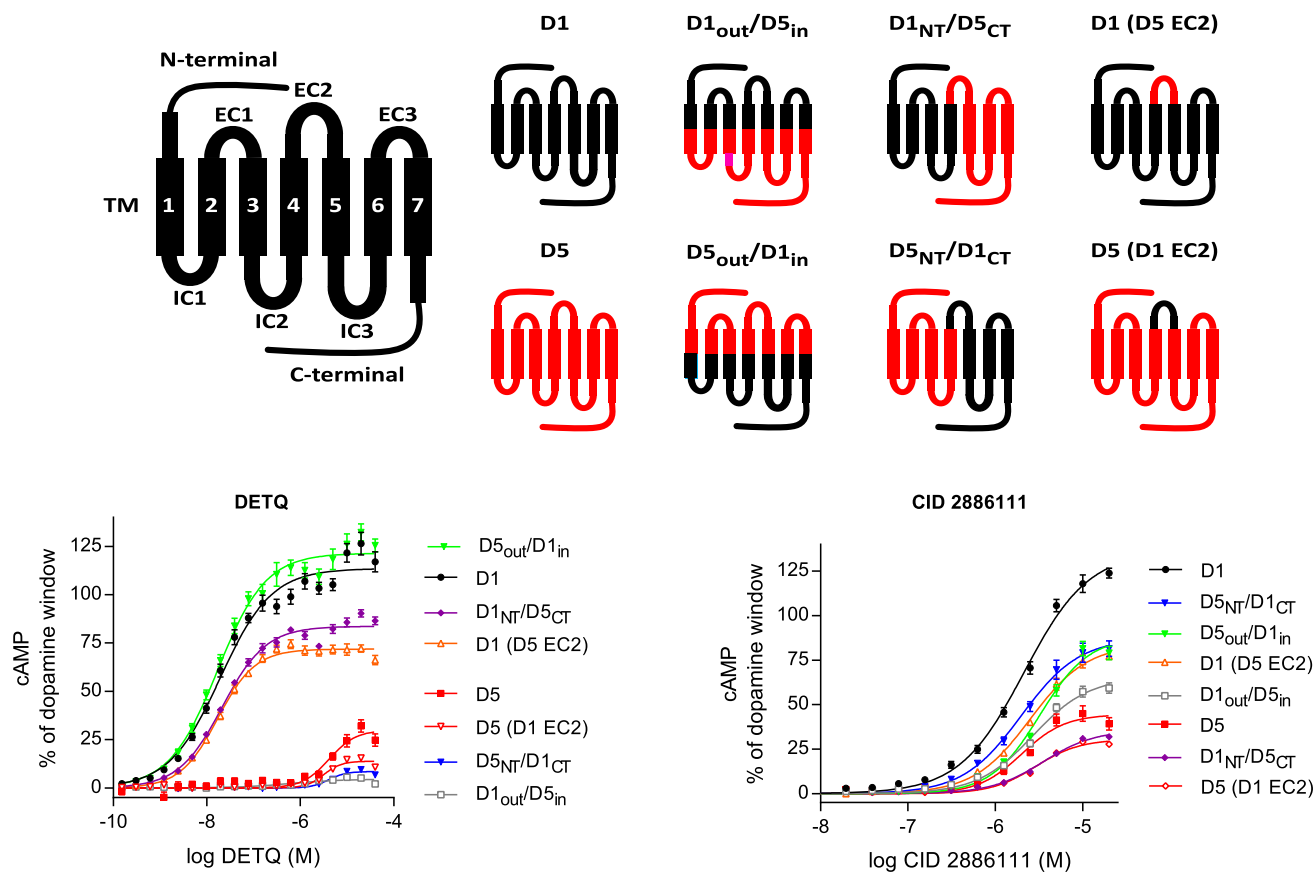 N-terminal
EC1
EC2
EC3
TM
1 2 3 4 5 6 7
IC1
IC2
IC3
C-terminal
D1
D1out/D5in
D1NT/D5CT
D1 (D5 EC2)
D5
D5out/D1in
D5NT/D1CT
D5 (D1 EC2)
DETQ
cAMP
% of dopamine window
125
100
75
50
25
0
-10 -8 -6 -4
log DETQ (M)
D5out/D1in
D1
D1NT/D5CT
D1 (D5 EC2)
D5
D5 (D1 EC2)
D5NT/D1CT
D1out/D5in
CID 2886111
cAMP
% of dopamine window
125
100
75
50
25
0
-8 -7 -6 -5
log CID 2886111 (M)
D1
D5NT/D1CT
D5out/D1in
D1 (D5 EC2)
D1out/D5in
D5
D1NT/D5CT
D5 (D1 EC2)